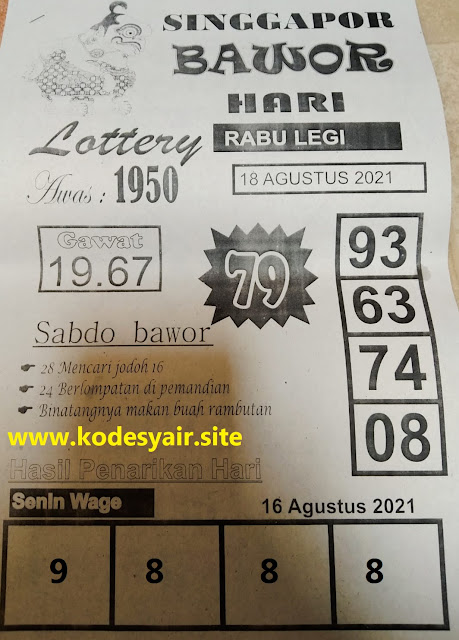 SINGGAPOR
BAWOR
HARI
Lottery
RABU LEGI
Awas : 1950
18 AGUSTUS 2021
Gawat
19.67
79
93
63
74
08
Sabdo bawor
28 Mencari jodoh 16
24 Berlompatan di pemandian
Binatangnya makan buah rambutan
www.kodesyair.site
Hasil Penarikan Hari
Senin Wage
16 Agustus 2021
9 8 8 8